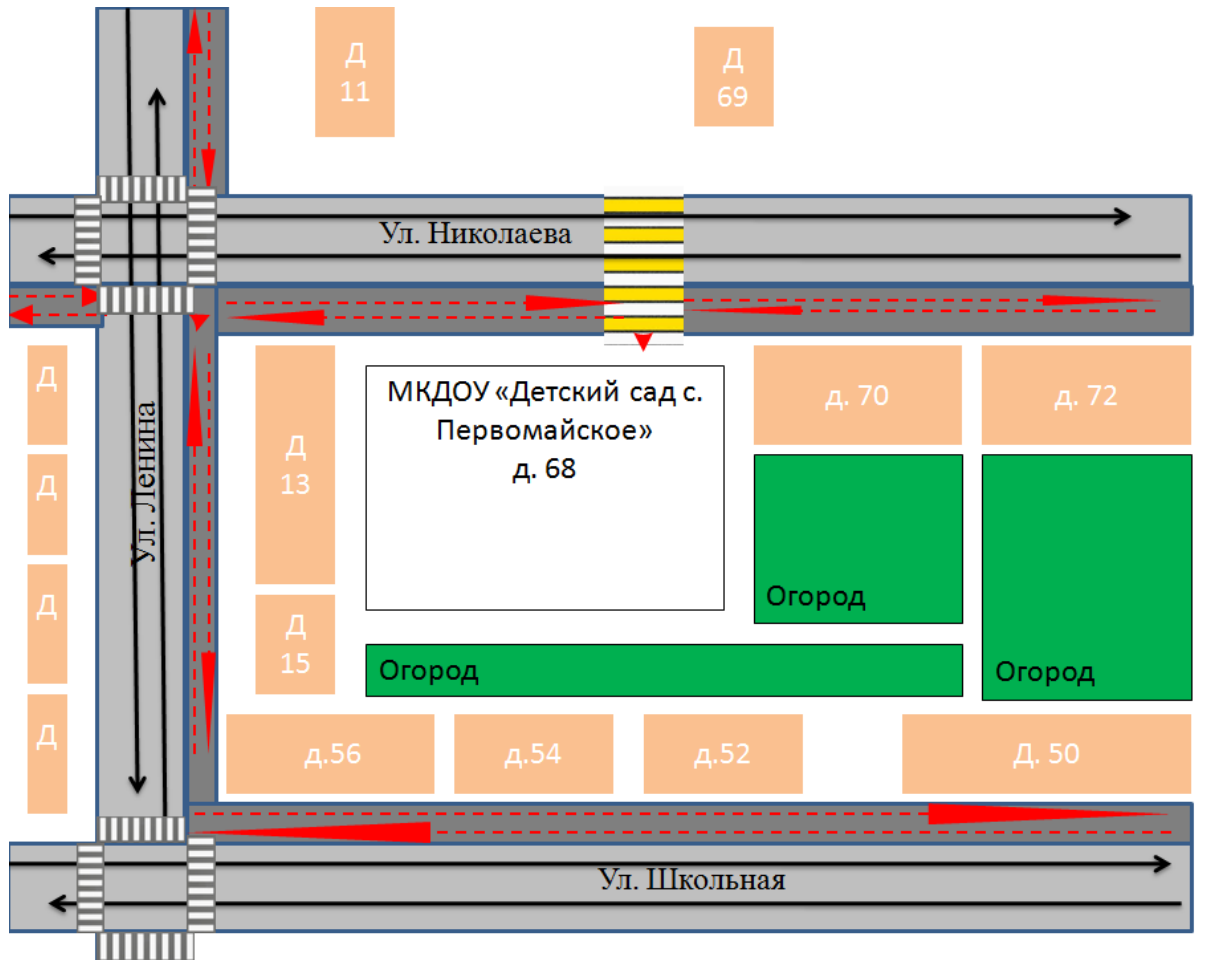 Д
11
Д
69
Ул. Николаева
Д
Д
Д
Д
Ул. Ленина
Д
13
Д
15
МКДОУ «Детский сад с.
Первомайское»
д. 68
д. 70
д. 72
Огород
Огород
Огород
д.56
д.54
д.52
Д. 50
Ул. Школьная